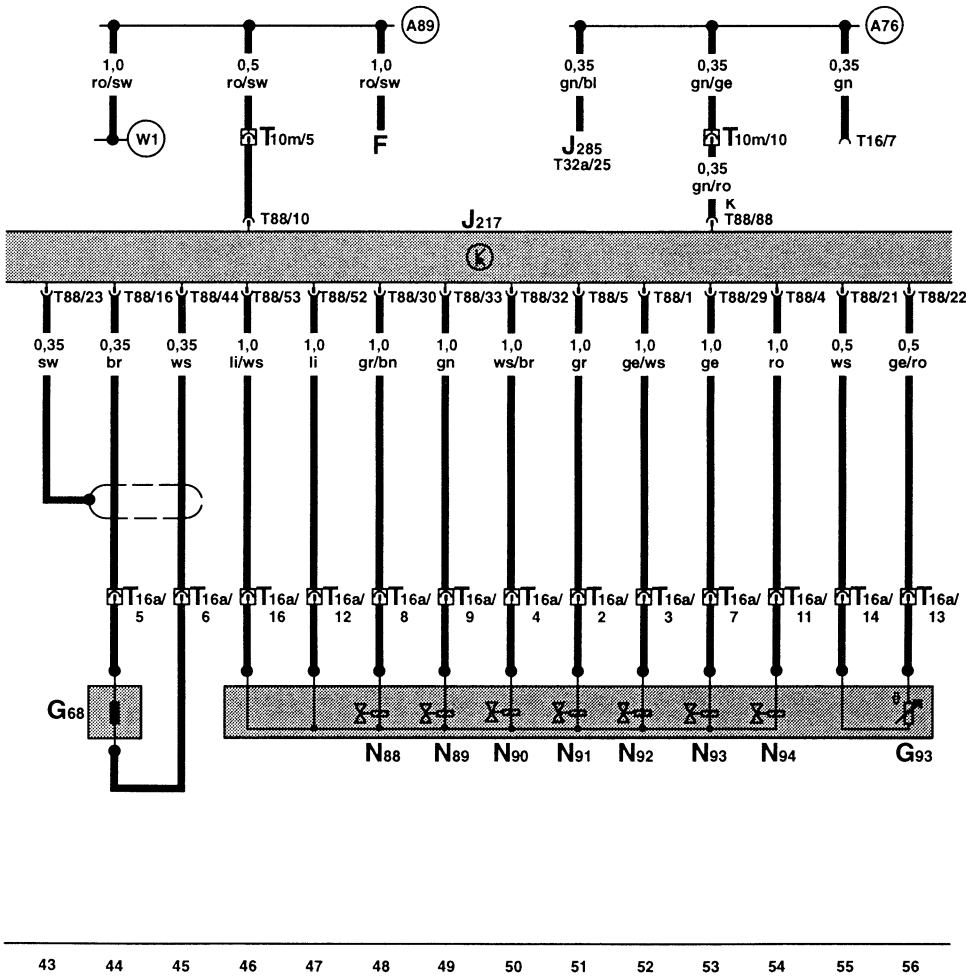 A89 A76
1,0 0,5 1,0 0,35 0,35 0,35
ro/sw ro/sw ro/sw gn/bl gn/ge gn
W1 T10m/5 F J285 T10m/10 T16/7
T32a/25
0,35
gn/ro
K
T88/10 J217 T88/88
T88/23 T88/16 T88/44 T88/53 T88/52 T88/30 T88/33 T88/32 T88/5 T88/1 T88/29 T88/4 T88/21 T88/22
0,35 0,35 0,35 1,0 1,0 1,0 1,0 1,0 1,0 1,0 1,0 1,0 0,5 0,5
sw br ws li/ws li gr/bn gn ws/br gr ge/ws ge ro ws ge/ro
T16a/ T16a/ T16a/ T16a/ T16a/ T16a/ T16a/ T16a/ T16a/ T16a/ T16a/ T16a/ T16a/
5 6 16 12 8 9 4 2 3 7 11 14 13
G68 ϑ
N88 N89 N90 N91 N92 N93 N94 G93
43 44 45 46 47 48 49 50 51 52 53 54 55 56